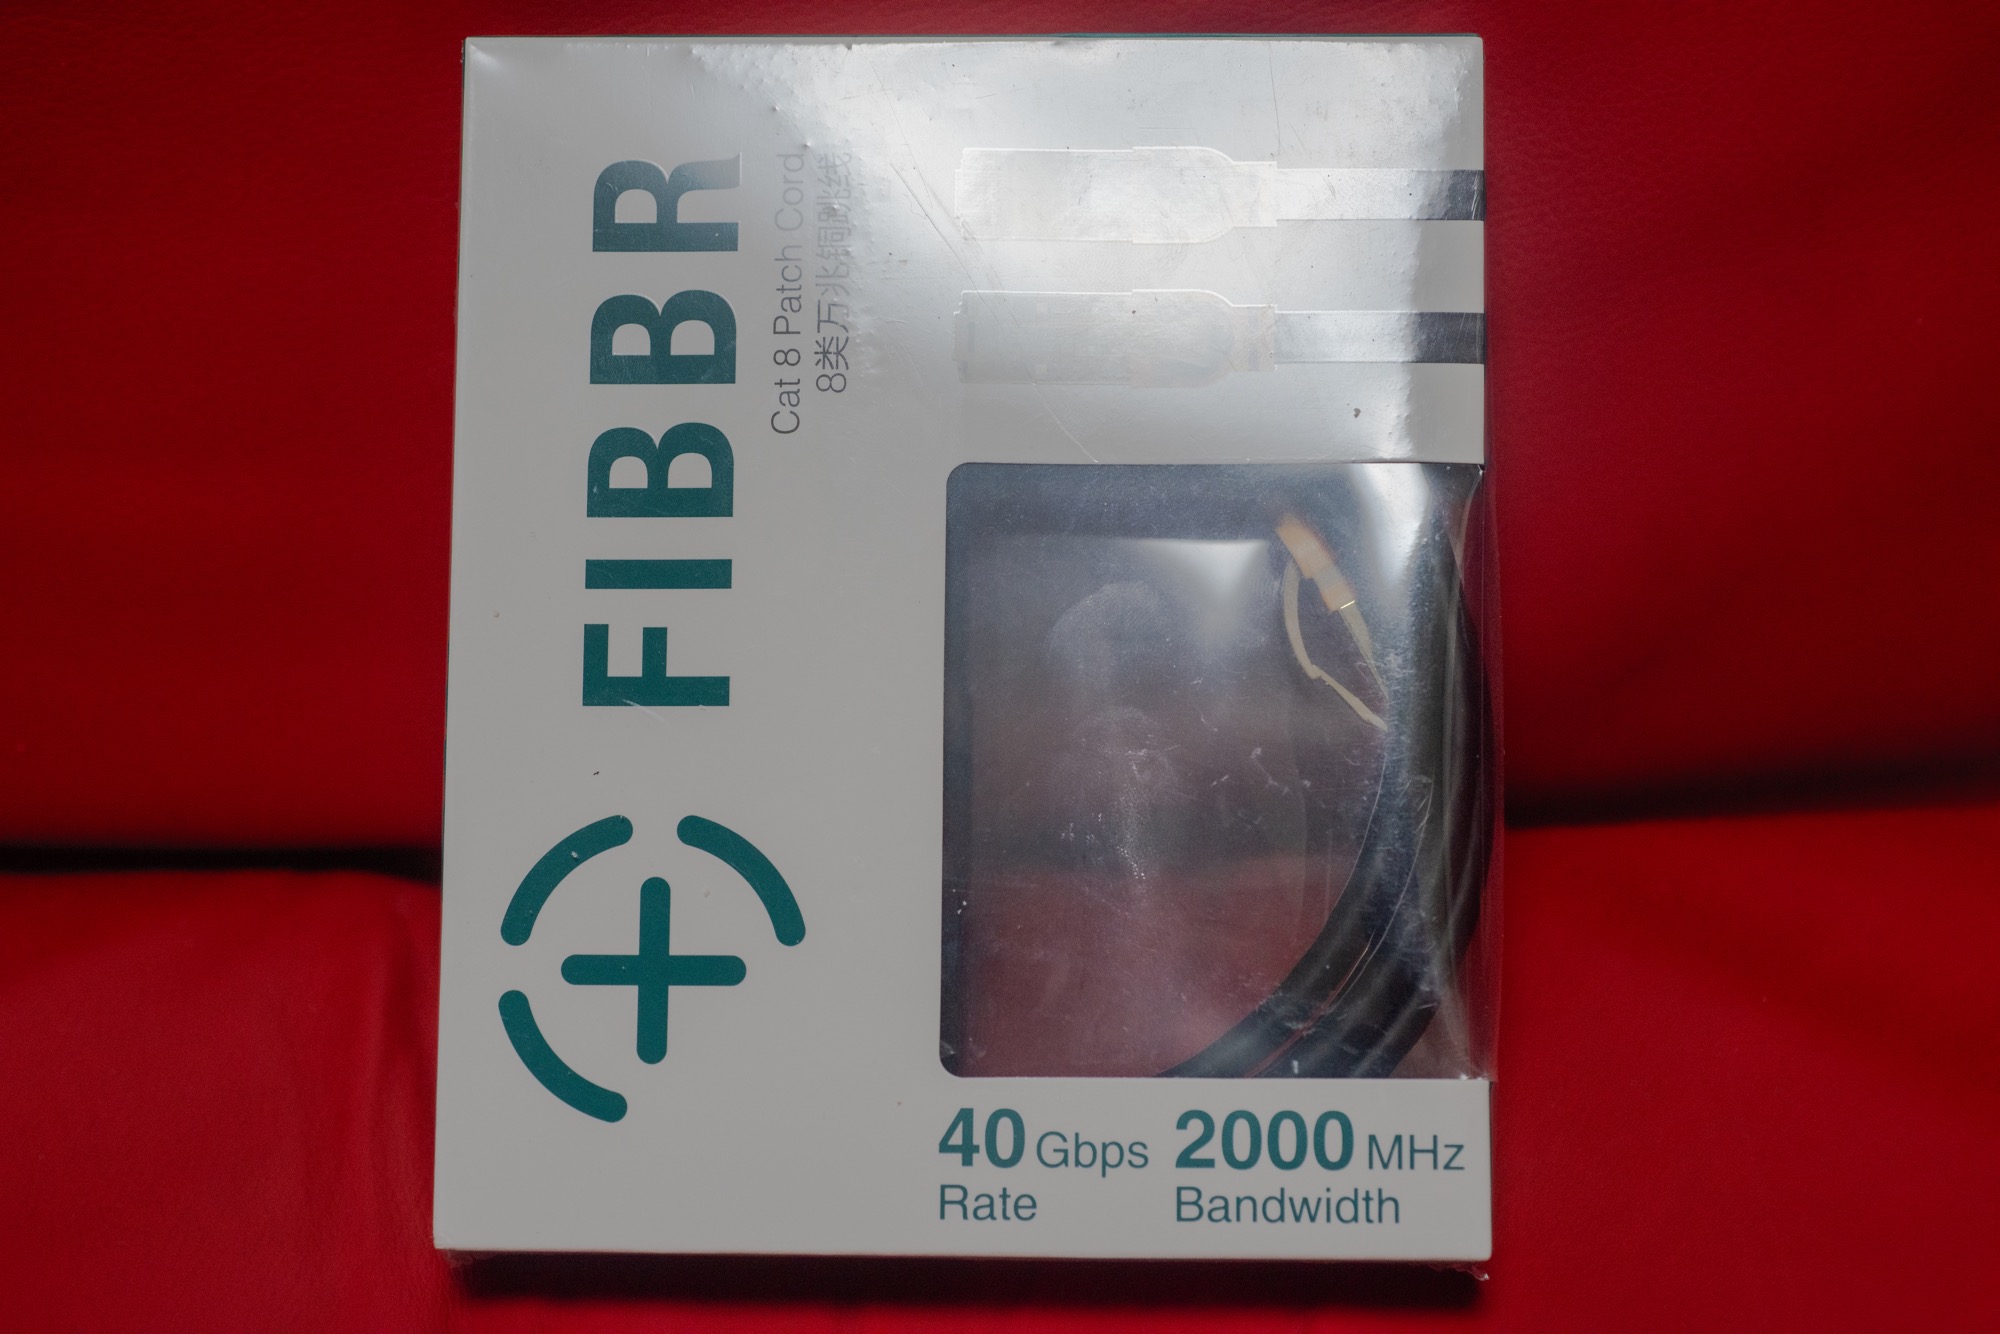 FIBBR
Cat 8 Patch Cord
8类万兆铜跳线
40 Gbps
Rate
2000 MHz
Bandwidth